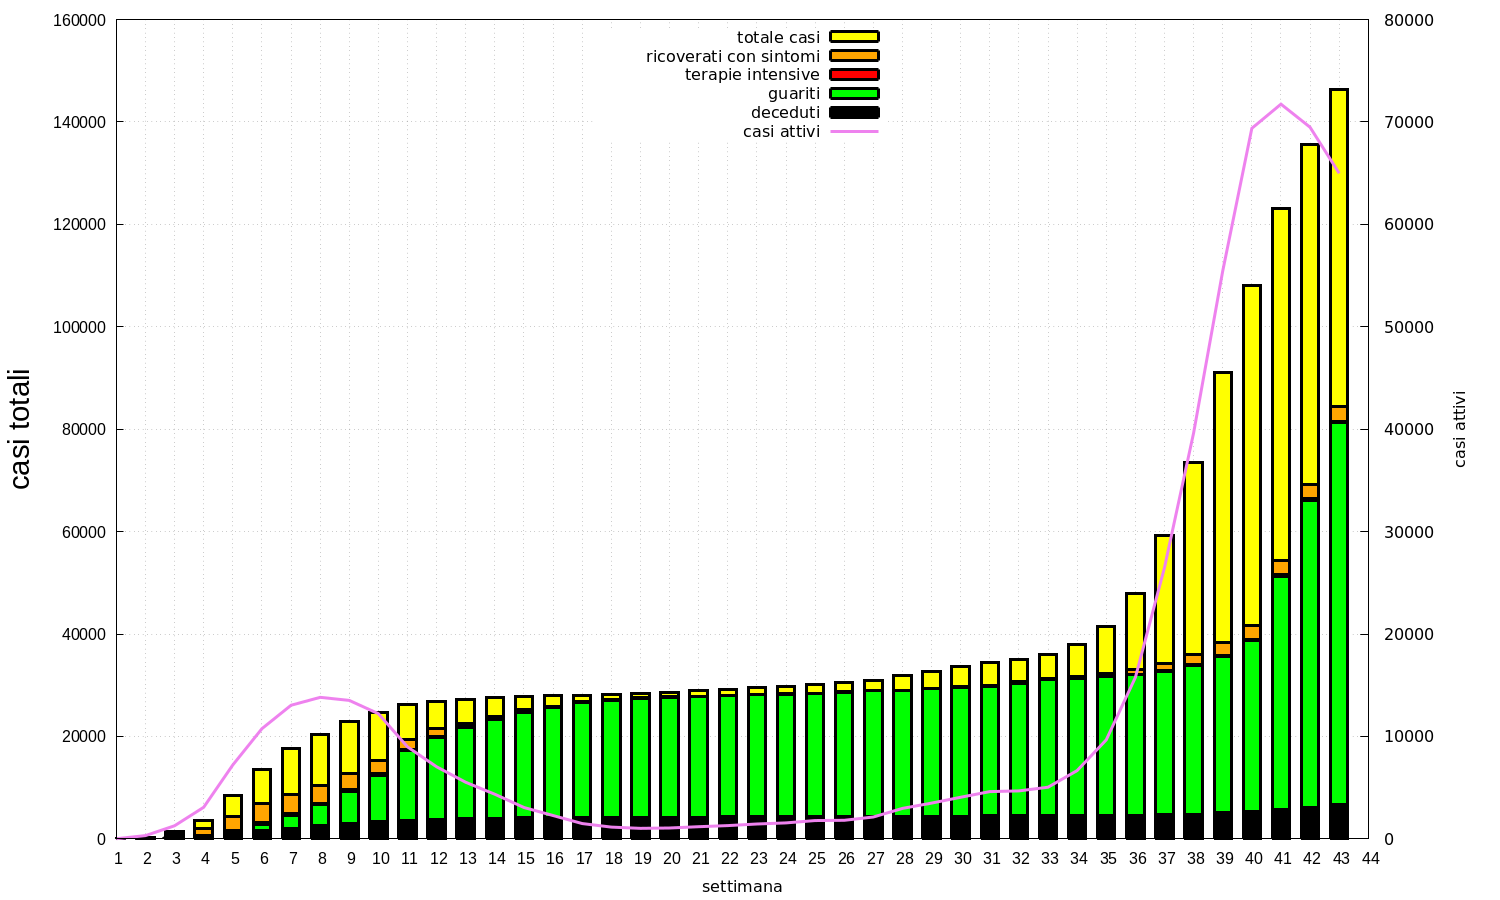 totale casi
ricoverati con sintomi
terapie intensive
guariti
deceduti
casi attivi
casi totali
160000
140000
120000
100000
80000
60000
40000
20000
0
80000
70000
60000
50000
40000
30000
20000
10000
0
casi attivi
1 2 3 4 5 6 7 8 9 10 11 12 13 14 15 16 17 18 19 20 21 22 23 24 25 26 27 28 29 30 31 32 33 34 35 36 37 38 39 40 41 42 43 44
settimana